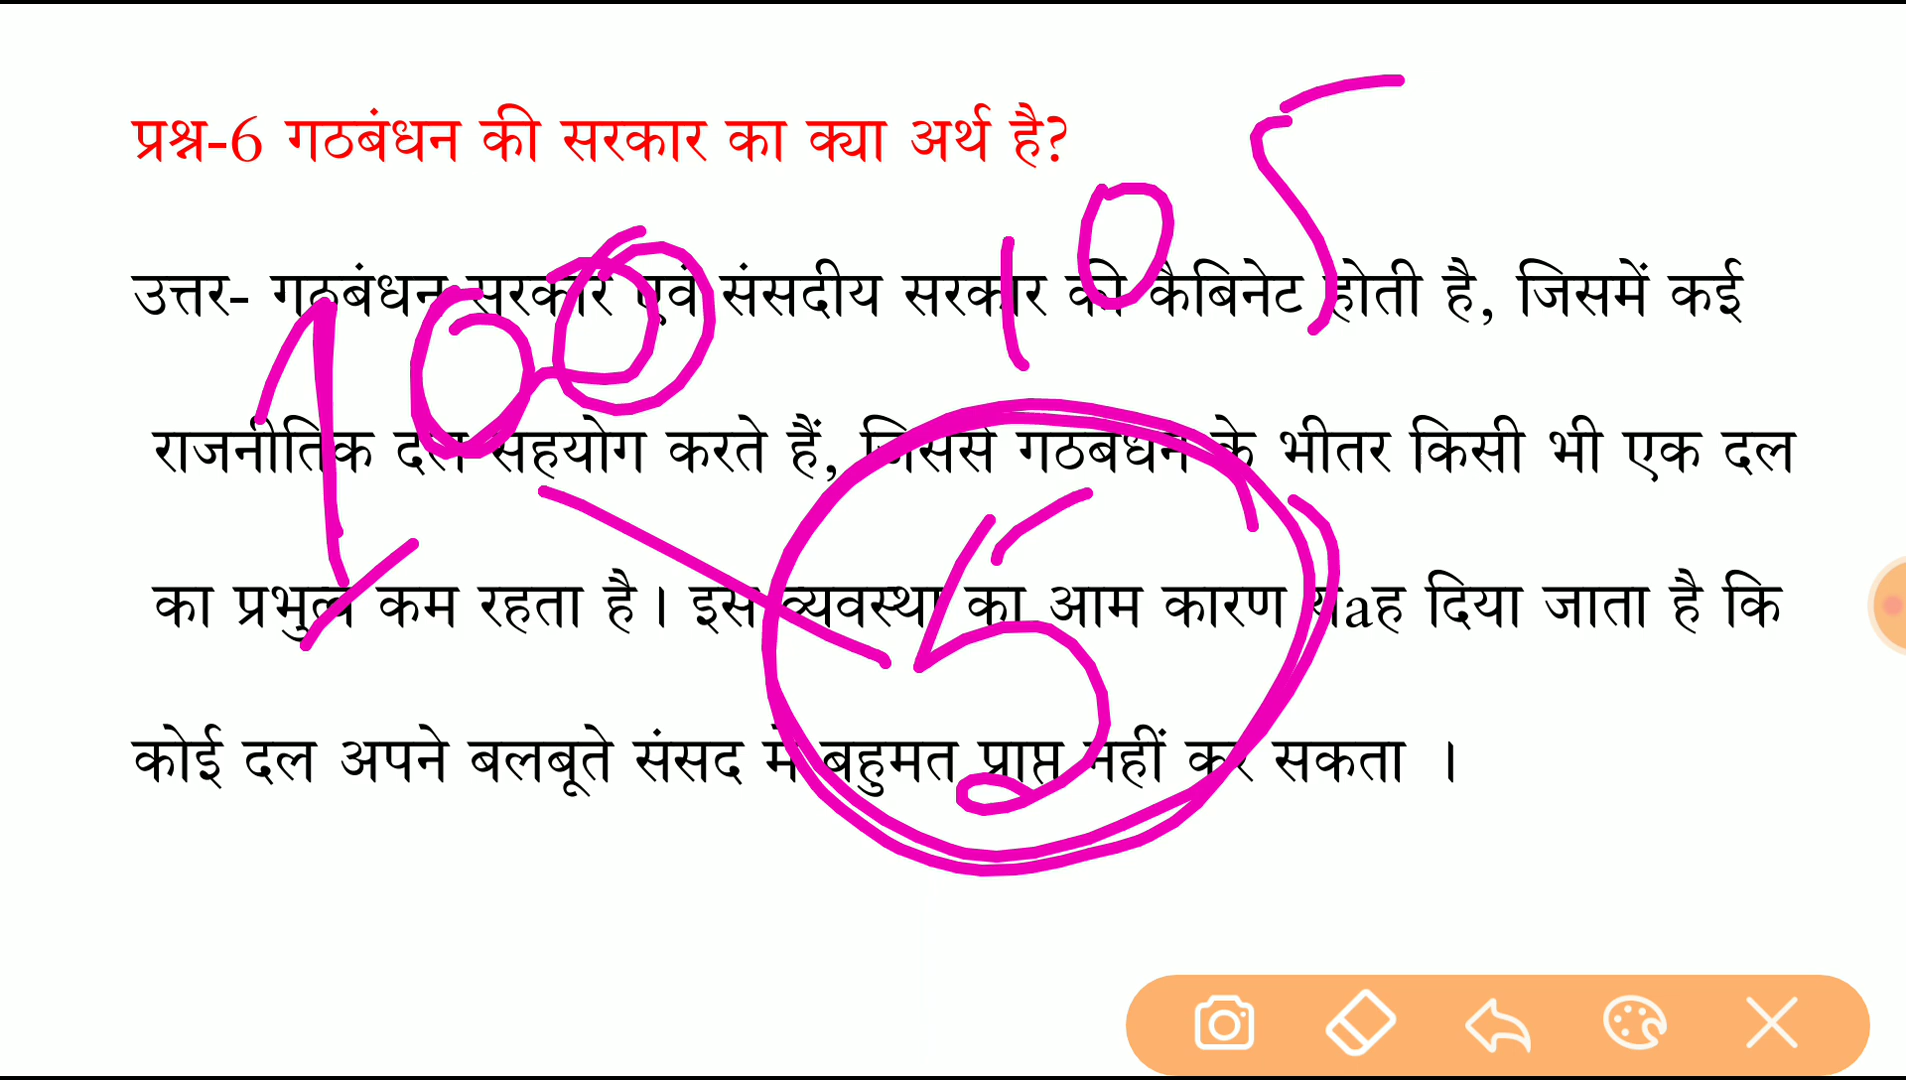 प्रश्न-6 गठबंधन की सरकार का क्या अर्थ है?
उत्तर- गठबंधन सरकार एवं संसदीय सरकार की कैबिनेट होती है, जिसमें कई
राजनीतिक दल सहयोग करते हैं, जिससे गठबंधन के भीतर किसी भी एक दल
का प्रभुत्व कम रहता है। इस व्यवस्था का आम कारण यaह दिया जाता है कि
कोई दल अपने बलबूते संसद में बहुमत प्राप्त नहीं कर सकता ।
100
105
5